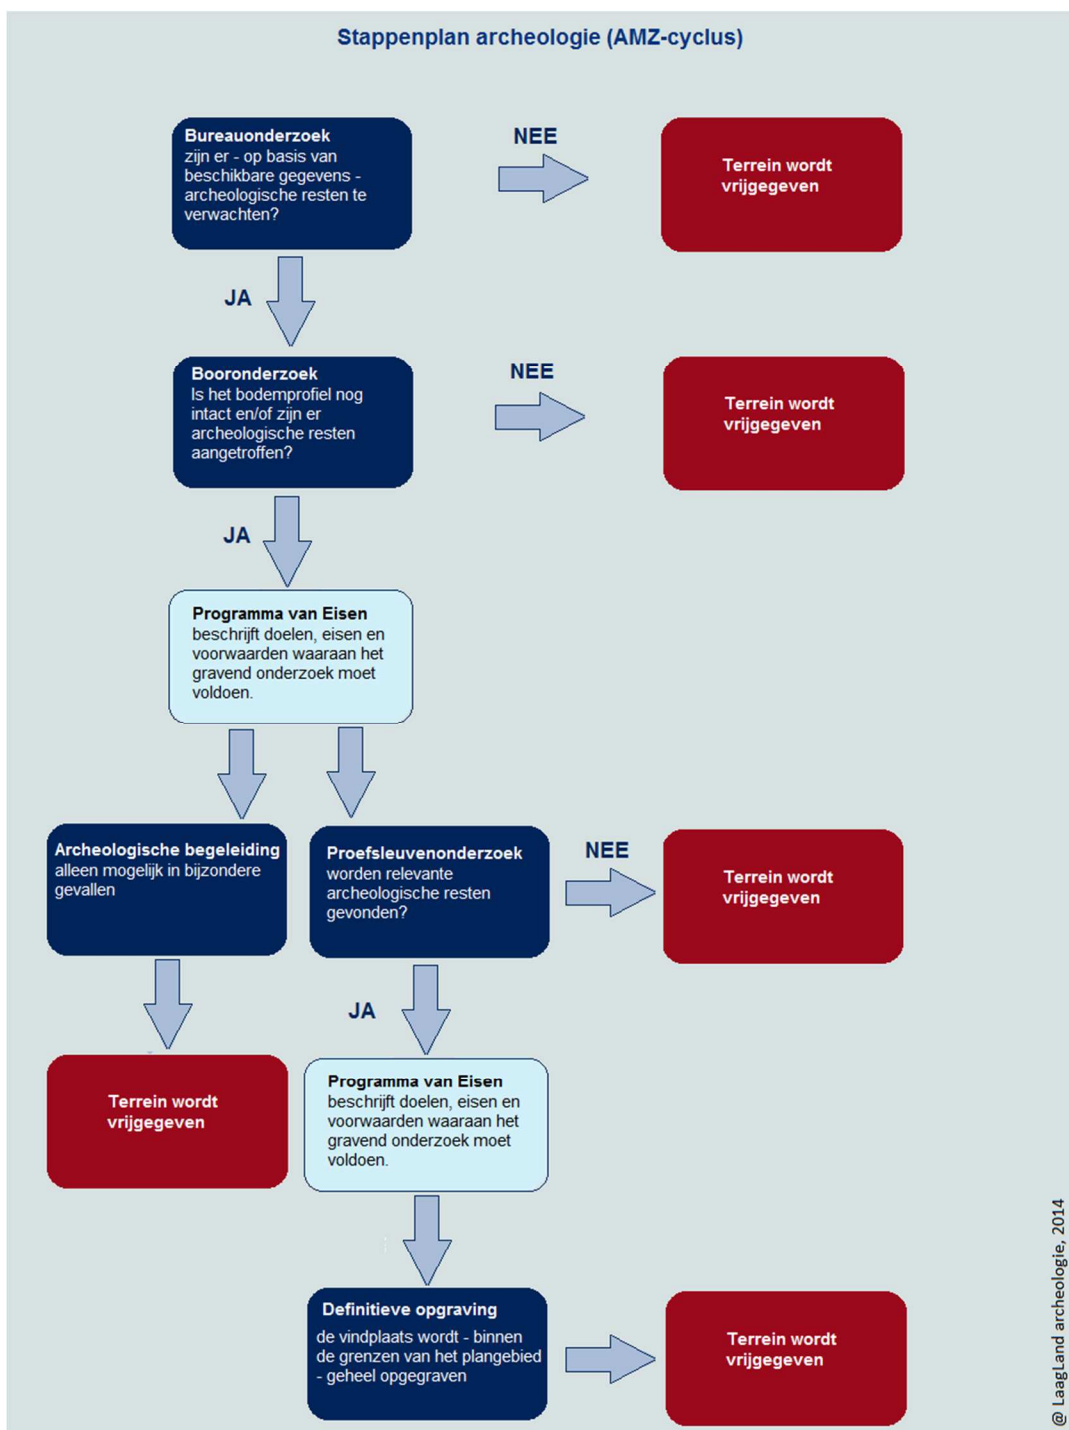 Stappenplan archeologie (AMZ-cyclus)
Bureauonderzoek
zijn er - op basis van
beschikbare gegevens -
archeologische resten te
verwachten?
NEE
Terrein wordt
vrijgegeven
JA
Booronderzoek
Is het bodemprofiel nog
intact en/of zijn er
archeologische resten
aangetroffen?
NEE
Terrein wordt
vrijgegeven
JA
Programma van Eisen
beschrijft doelen, eisen en
voorwaarden waaraan het
gravend onderzoek moet
voldoen.
Archeologische begeleiding
alleen mogelijk in bijzondere
gevallen
Proefsleuvenonderzoek
worden relevante
archeologische resten
gevonden?
NEE
Terrein wordt
vrijgegeven
JA
Terrein wordt
vrijgegeven
Programma van Eisen
beschrijft doelen, eisen en
voorwaarden waaraan het
gravend onderzoek moet
voldoen.
Definitieve opgraving
de vindplaats wordt - binnen
de grenzen van het plangebied
- geheel opgegraven
Terrein wordt
vrijgegeven
@ LaagLand archeologie, 2014